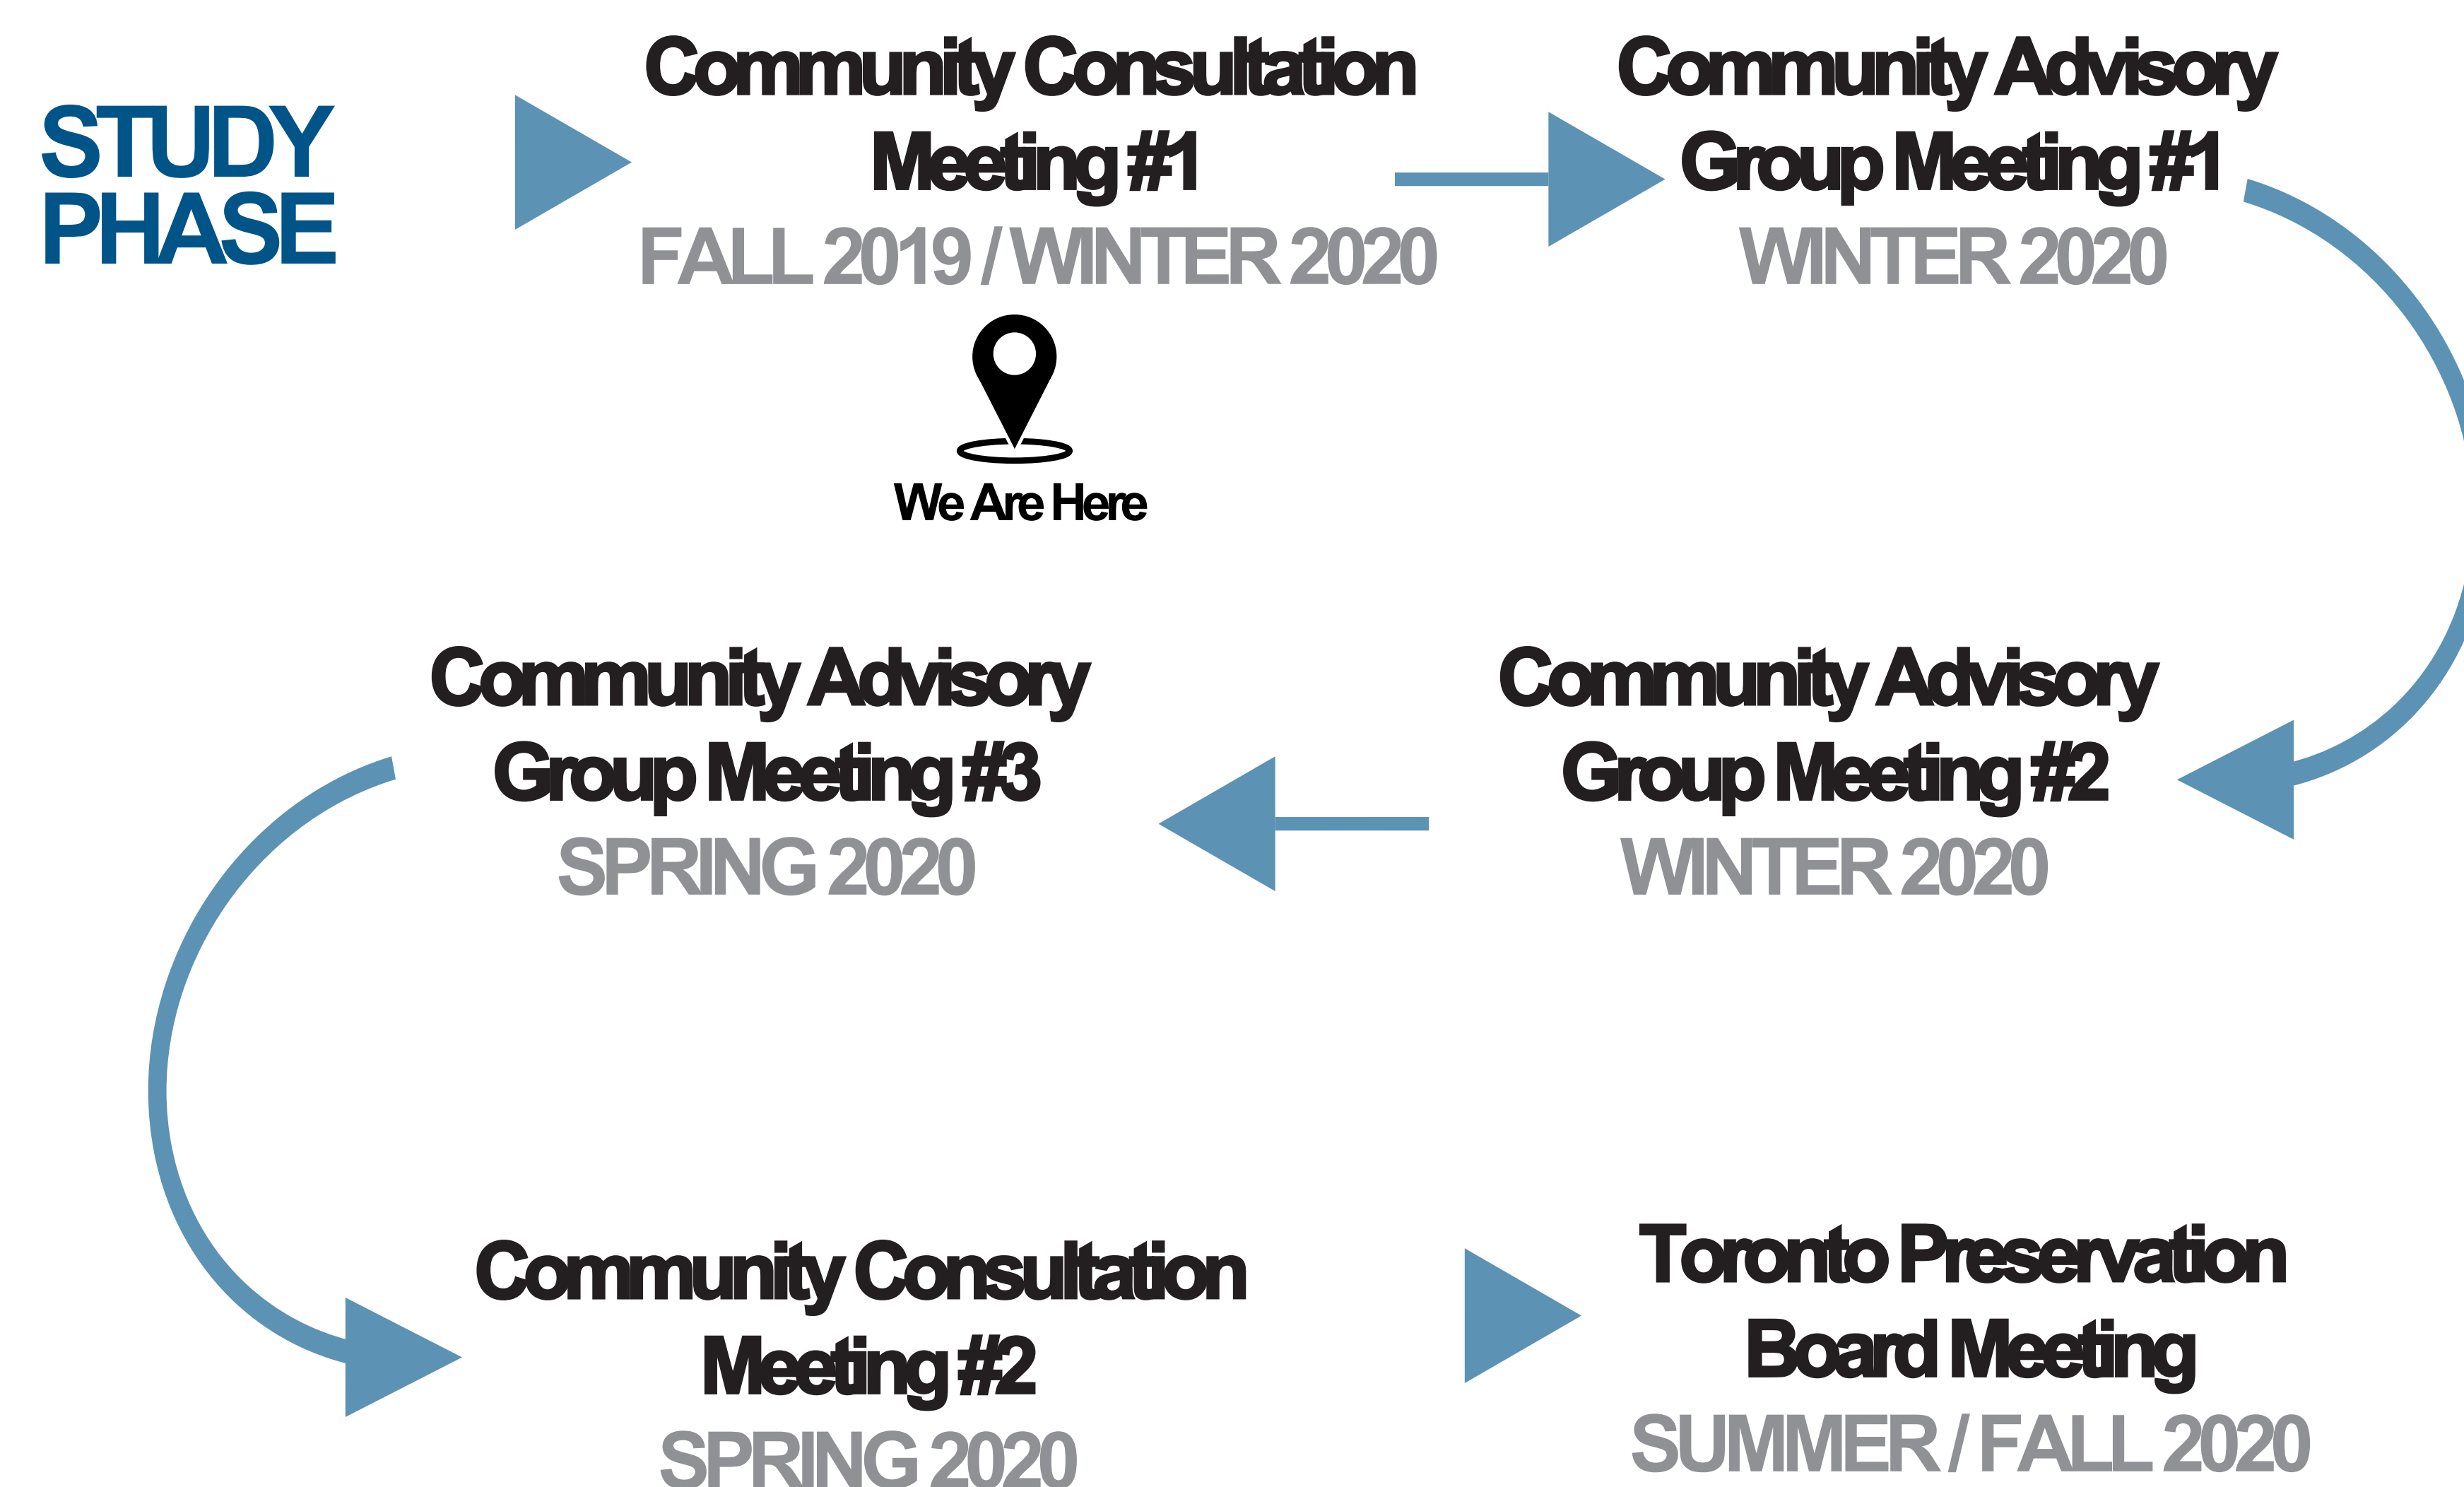 STUDY
PHASE
Community Consultation
Meeting #1
FALL 2019 / WINTER 2020
We Are Here
Community Advisory
Group Meeting #1
WINTER 2020
Community Advisory
Group Meeting #2
WINTER 2020
Community Advisory
Group Meeting #3
SPRING 2020
Community Consultation
Meeting #2
SPRING 2020
Toronto Preservation
Board Meeting
SUMMER / FALL 2020